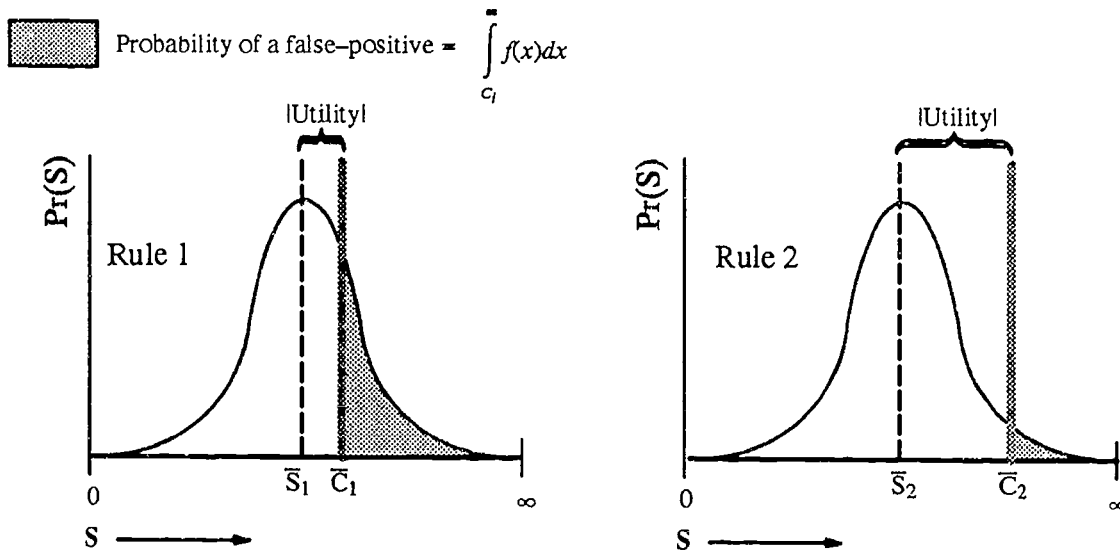 Probability of a false–positive = ∫_{C_i}^{∞} f(x)dx
|Utility|
Pr(S)
Rule 1
S̅₁ C̅₁
0 ∞
S
|Utility|
Pr(S)
Rule 2
S̅₂ C̅₂
0 ∞
S